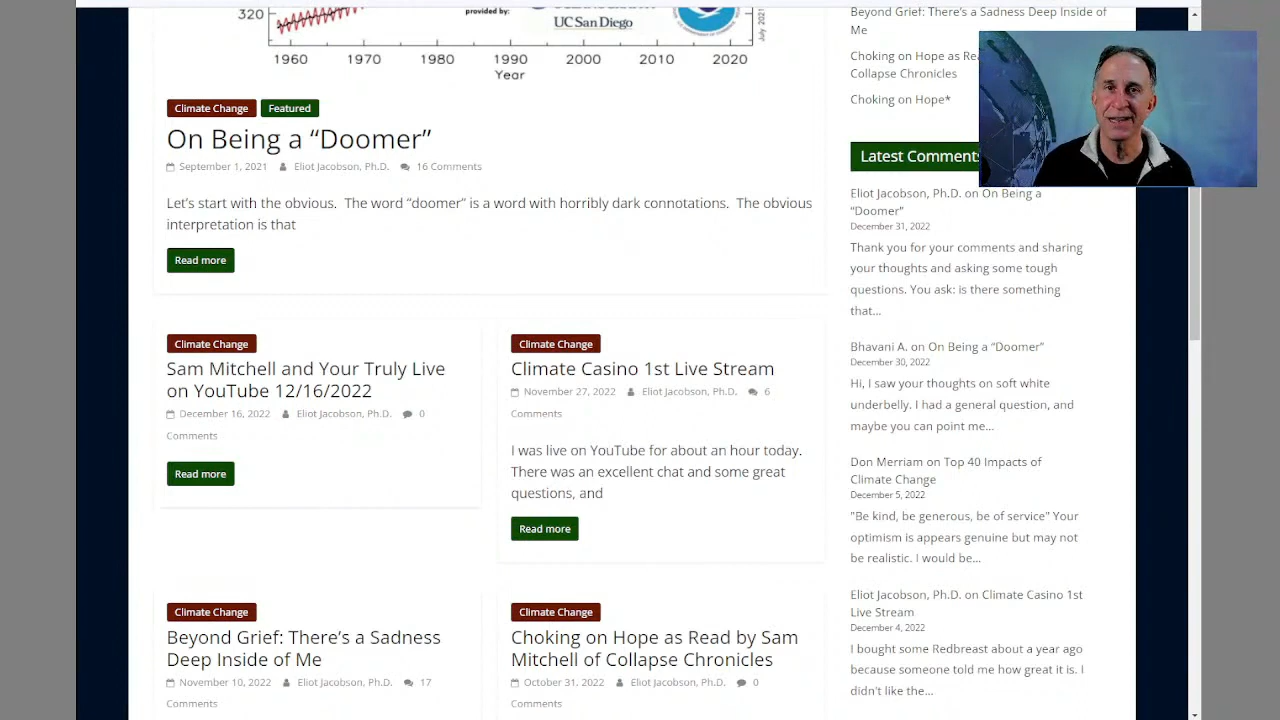 320
provided by:
UC San Diego
July 2021
1960 1970 1980 1990 2000 2010 2020
Year
Climate Change Featured
On Being a “Doomer”
September 1, 2021 Eliot Jacobson, Ph.D. 16 Comments
Let’s start with the obvious. The word “doomer” is a word with horribly dark connotations. The obvious
interpretation is that
Read more
Climate Change
Sam Mitchell and Your Truly Live
on YouTube 12/16/2022
December 16, 2022 Eliot Jacobson, Ph.D. 0
Comments
Read more
Climate Change
Climate Casino 1st Live Stream
November 27, 2022 Eliot Jacobson, Ph.D. 6
Comments
I was live on YouTube for about an hour today.
There was an excellent chat and some great
questions, and
Read more
Climate Change
Beyond Grief: There’s a Sadness
Deep Inside of Me
November 10, 2022 Eliot Jacobson, Ph.D. 17
Comments
Climate Change
Choking on Hope as Read by Sam
Mitchell of Collapse Chronicles
October 31, 2022 Eliot Jacobson, Ph.D. 0
Comments
Beyond Grief: There’s a Sadness Deep Inside of
Me
Choking on Hope as
Collapse Chronicles
Choking on Hope*
Latest Comments
Eliot Jacobson, Ph.D. on On Being a
“Doomer”
December 31, 2022
Thank you for your comments and sharing
your thoughts and asking some tough
questions. You ask: is there something
that…
Bhavani A. on On Being a “Doomer”
December 30, 2022
Hi, I saw your thoughts on soft white
underbelly. I had a general question, and
maybe you can point me…
Don Merriam on Top 40 Impacts of
Climate Change
December 5, 2022
"Be kind, be generous, be of service" Your
optimism is appears genuine but may not
be realistic. I would be…
Eliot Jacobson, Ph.D. on Climate Casino 1st
Live Stream
December 4, 2022
I bought some Redbreast about a year ago
because someone told me how great it is. I
didn't like the…